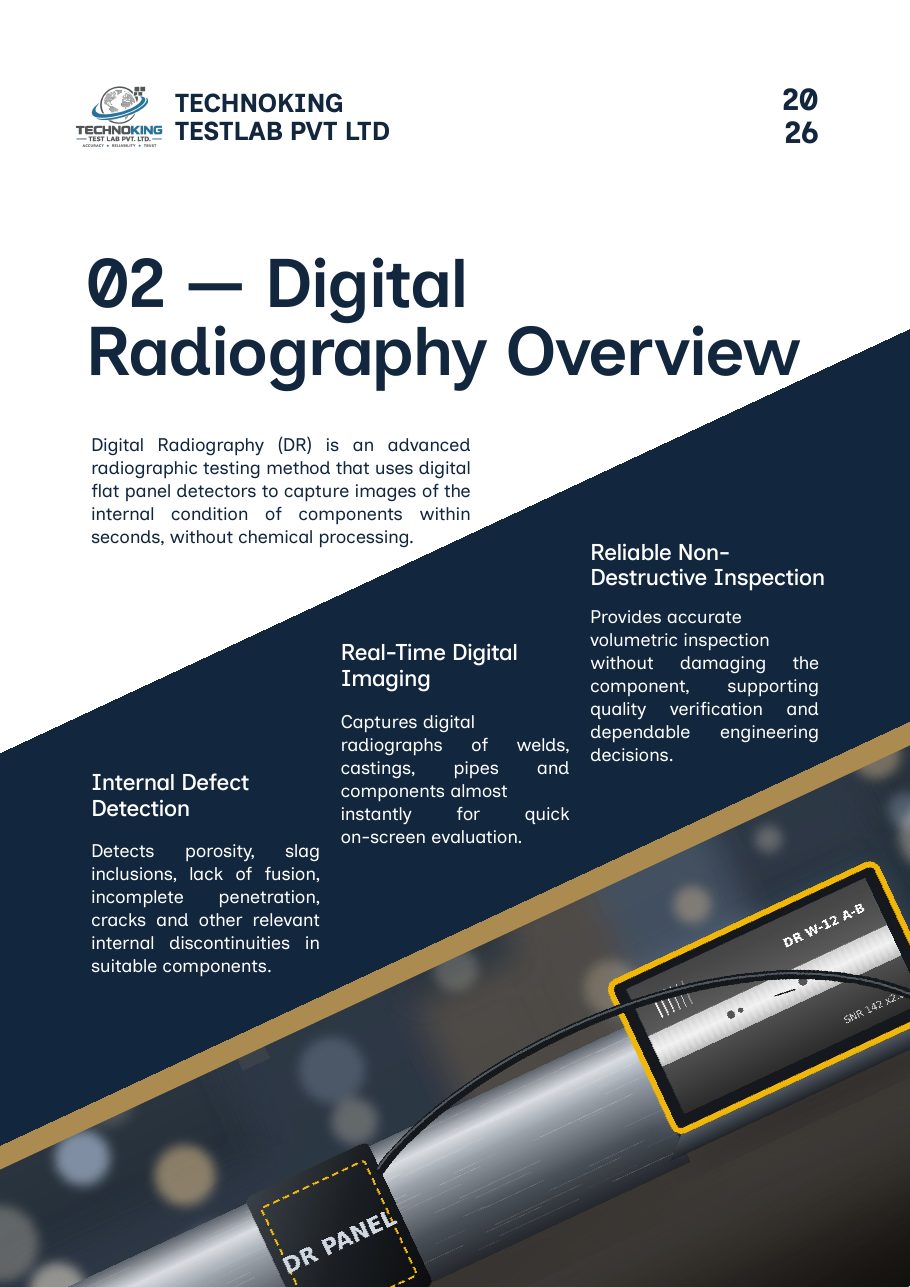 TECHNOKING
TEST LAB PVT. LTD.
ACCURACY • RELIABILITY • TRUST
TECHNOKING
TESTLAB PVT LTD
20
26
02 — Digital
Radiography Overview
Digital Radiography (DR) is an advanced
radiographic testing method that uses digital
flat panel detectors to capture images of the
internal condition of components within
seconds, without chemical processing.
Reliable Non-
Destructive Inspection
Provides accurate
volumetric inspection
without damaging the
component, supporting
quality verification and
dependable engineering
decisions.
Real-Time Digital
Imaging
Captures digital
radiographs of welds,
castings, pipes and
components almost
instantly for quick
on-screen evaluation.
Internal Defect
Detection
Detects porosity, slag
inclusions, lack of fusion,
incomplete penetration,
cracks and other relevant
internal discontinuities in
suitable components.
DR W-12 A-B
SNR 142
DR PANEL